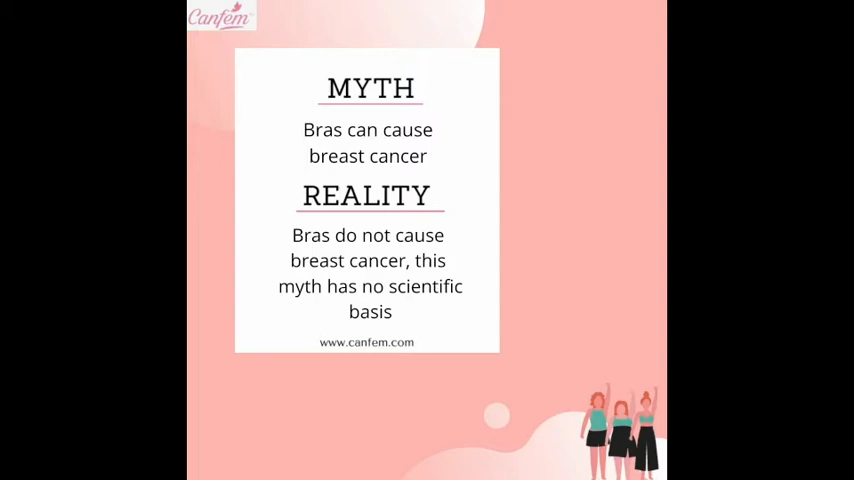 Canfem
MYTH
Bras can cause
breast cancer
REALITY
Bras do not cause
breast cancer, this
myth has no scientific
basis
www.canfem.com